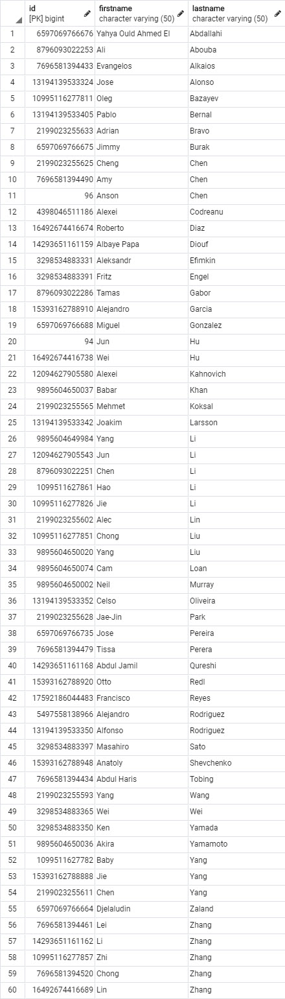 id firstname lastname
[PK] bigint character varying (50) character varying (50)
1 6597069766676 Yahya Ould Ahmed El Abdallahi
2 8796093022253 Ali Abouba
3 7696581394433 Evangelos Alkaios
4 13194139533324 Jose Alonso
5 10995116277811 Oleg Bazayev
6 13194139533405 Pablo Bernal
7 2199023255633 Adrian Bravo
8 6597069766675 Jimmy Burak
9 2199023255625 Cheng Chen
10 7696581394490 Amy Chen
11 96 Anson Chen
12 4398046511186 Alexei Codreanu
13 16492674416674 Roberto Diaz
14 14293651161159 Albaye Papa Diouf
15 3298534883331 Aleksandr Efimkin
16 3298534883391 Fritz Engel
17 8796093022286 Tamas Gabor
18 15393162788910 Alejandro Garcia
19 6597069766688 Miguel Gonzalez
20 94 Jun Hu
21 16492674416738 Wei Hu
22 12094627905580 Alexei Kahnovich
23 9895604650037 Babar Khan
24 2199023255565 Mehmet Koksal
25 13194139533342 Joakim Larsson
26 9895604649984 Yang Li
27 12094627905543 Jun Li
28 8796093022251 Chen Li
29 1099511627861 Hao Li
30 10995116277826 Jie Li
31 2199023255602 Alec Lin
32 10995116277851 Chong Liu
33 9895604650020 Yang Liu
34 9895604650074 Cam Loan
35 9895604650002 Neil Murray
36 13194139533352 Celso Oliveira
37 2199023255628 Jae-Jin Park
38 6597069766735 Jose Pereira
39 7696581394479 Tissa Perera
40 14293651161168 Abdul Jamil Qureshi
41 15393162788920 Otto Redl
42 17592186044483 Francisco Reyes
43 5497558138966 Alejandro Rodriguez
44 13194139533350 Alfonso Rodriguez
45 3298534883397 Masahiro Sato
46 15393162788948 Anatoly Shevchenko
47 7696581394434 Abdul Haris Tobing
48 2199023255593 Yang Wang
49 3298534883365 Wei Wei
50 3298534883350 Ken Yamada
51 9895604650036 Akira Yamamoto
52 1099511627782 Baby Yang
53 15393162788888 Jie Yang
54 2199023255611 Chen Yang
55 6597069766664 Djelaludin Zaland
56 7696581394461 Lei Zhang
57 14293651161162 Li Zhang
58 10995116277857 Zhi Zhang
59 7696581394520 Chong Zhang
60 16492674416689 Lin Zhang